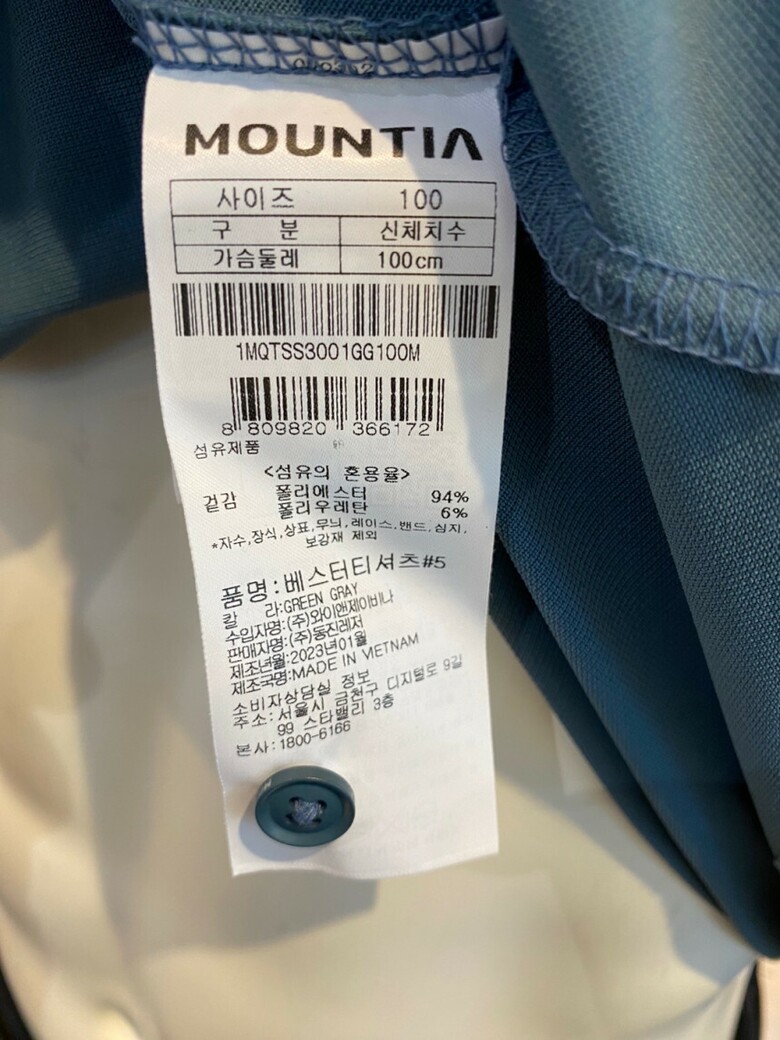 MOUNTIA
사이즈 100
구 분 신체치수
가슴둘레 100cm
1MQTSS3001GG100M
8 809820 366172
섬유제품
<섬유의 혼용율>
겉감 폴리에스터 94%
폴리우레탄 6%
*자수,장식,상표,무늬,레이스,밴드,심지,
보강재 제외
품명:베스터티셔츠#5
칼 라:GREEN GRAY
수입자명:(주)와이앤제이비나
판매자명:(주)동진레저
제조년월:2023년01월
제조국명:MADE IN VIETNAM
소비자상담실 정보
주소:서울시 금천구 디지털로 9길
99 스타밸리 3층
본사:1800-6166